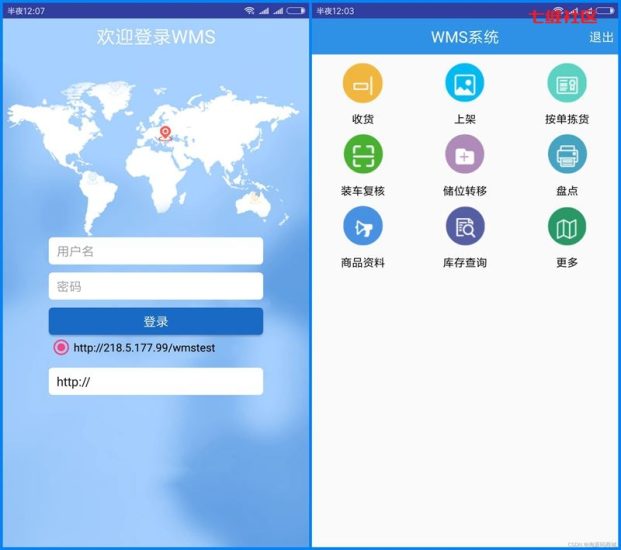 半夜12:07
欢迎登录WMS
用户名
密码
登录
http://218.5.177.99/wmstest
http://
半夜12:03
七鲤社区
WMS系统
退出
收货
上架
按单拣货
装车复核
储位转移
盘点
商品资料
库存查询
更多